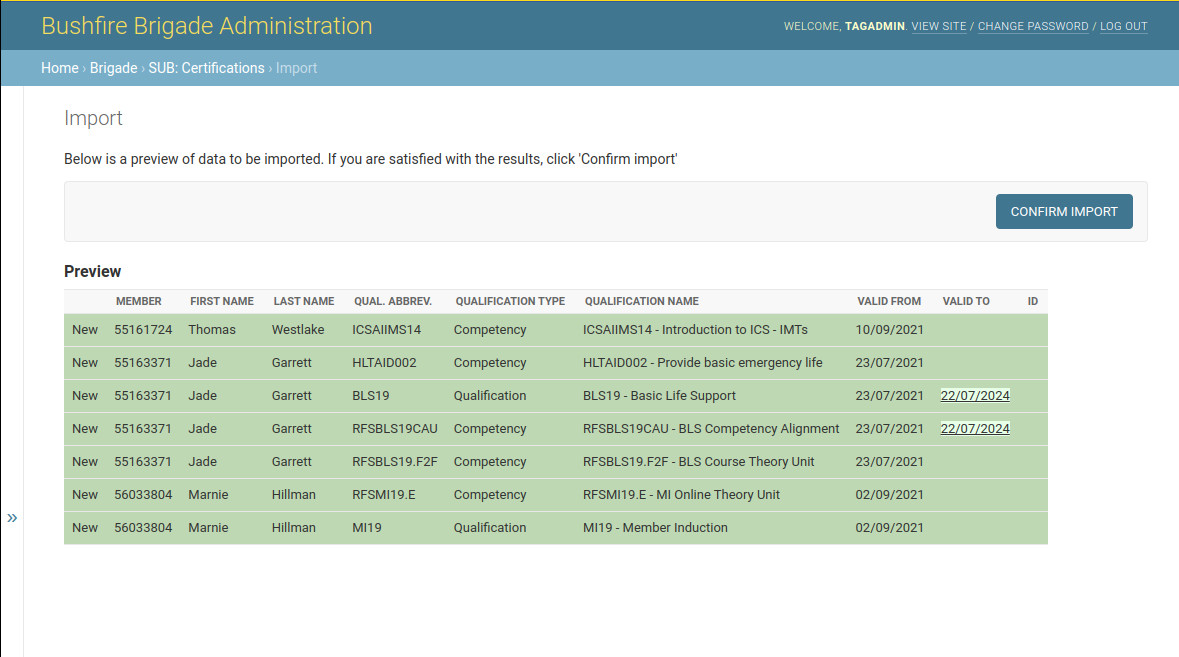 Bushfire Brigade Administration
WELCOME, TAGADMIN. VIEW SITE / CHANGE PASSWORD / LOG OUT
Home › Brigade › SUB: Certifications › Import
Import
Below is a preview of data to be imported. If you are satisfied with the results, click 'Confirm import'
CONFIRM IMPORT
Preview
MEMBER FIRST NAME LAST NAME QUAL. ABBREV. QUALIFICATION TYPE QUALIFICATION NAME VALID FROM VALID TO ID
New 55161724 Thomas Westlake ICSAIIMS14 Competency ICSAIIMS14 - Introduction to ICS - IMTs 10/09/2021
New 55163371 Jade Garrett HLTAID002 Competency HLTAID002 - Provide basic emergency life 23/07/2021
New 55163371 Jade Garrett BLS19 Qualification BLS19 - Basic Life Support 23/07/2021 22/07/2024
New 55163371 Jade Garrett RFSBLS19CAU Competency RFSBLS19CAU - BLS Competency Alignment 23/07/2021 22/07/2024
New 55163371 Jade Garrett RFSBLS19.F2F Competency RFSBLS19.F2F - BLS Course Theory Unit 23/07/2021
New 56033804 Marnie Hillman RFSMI19.E Competency RFSMI19.E - MI Online Theory Unit 02/09/2021
»
New 56033804 Marnie Hillman MI19 Qualification MI19 - Member Induction 02/09/2021